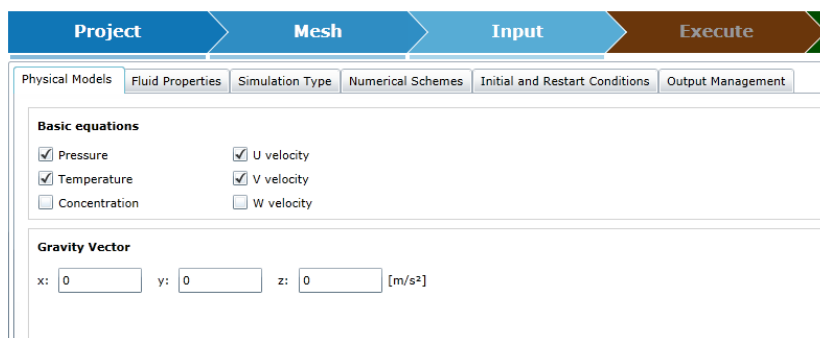 Project Mesh Input Execute
Physical Models Fluid Properties Simulation Type Numerical Schemes Initial and Restart Conditions Output Management
Basic equations
Pressure U velocity
Temperature V velocity
Concentration W velocity
Gravity Vector
x: 0 y: 0 z: 0 [m/s²]